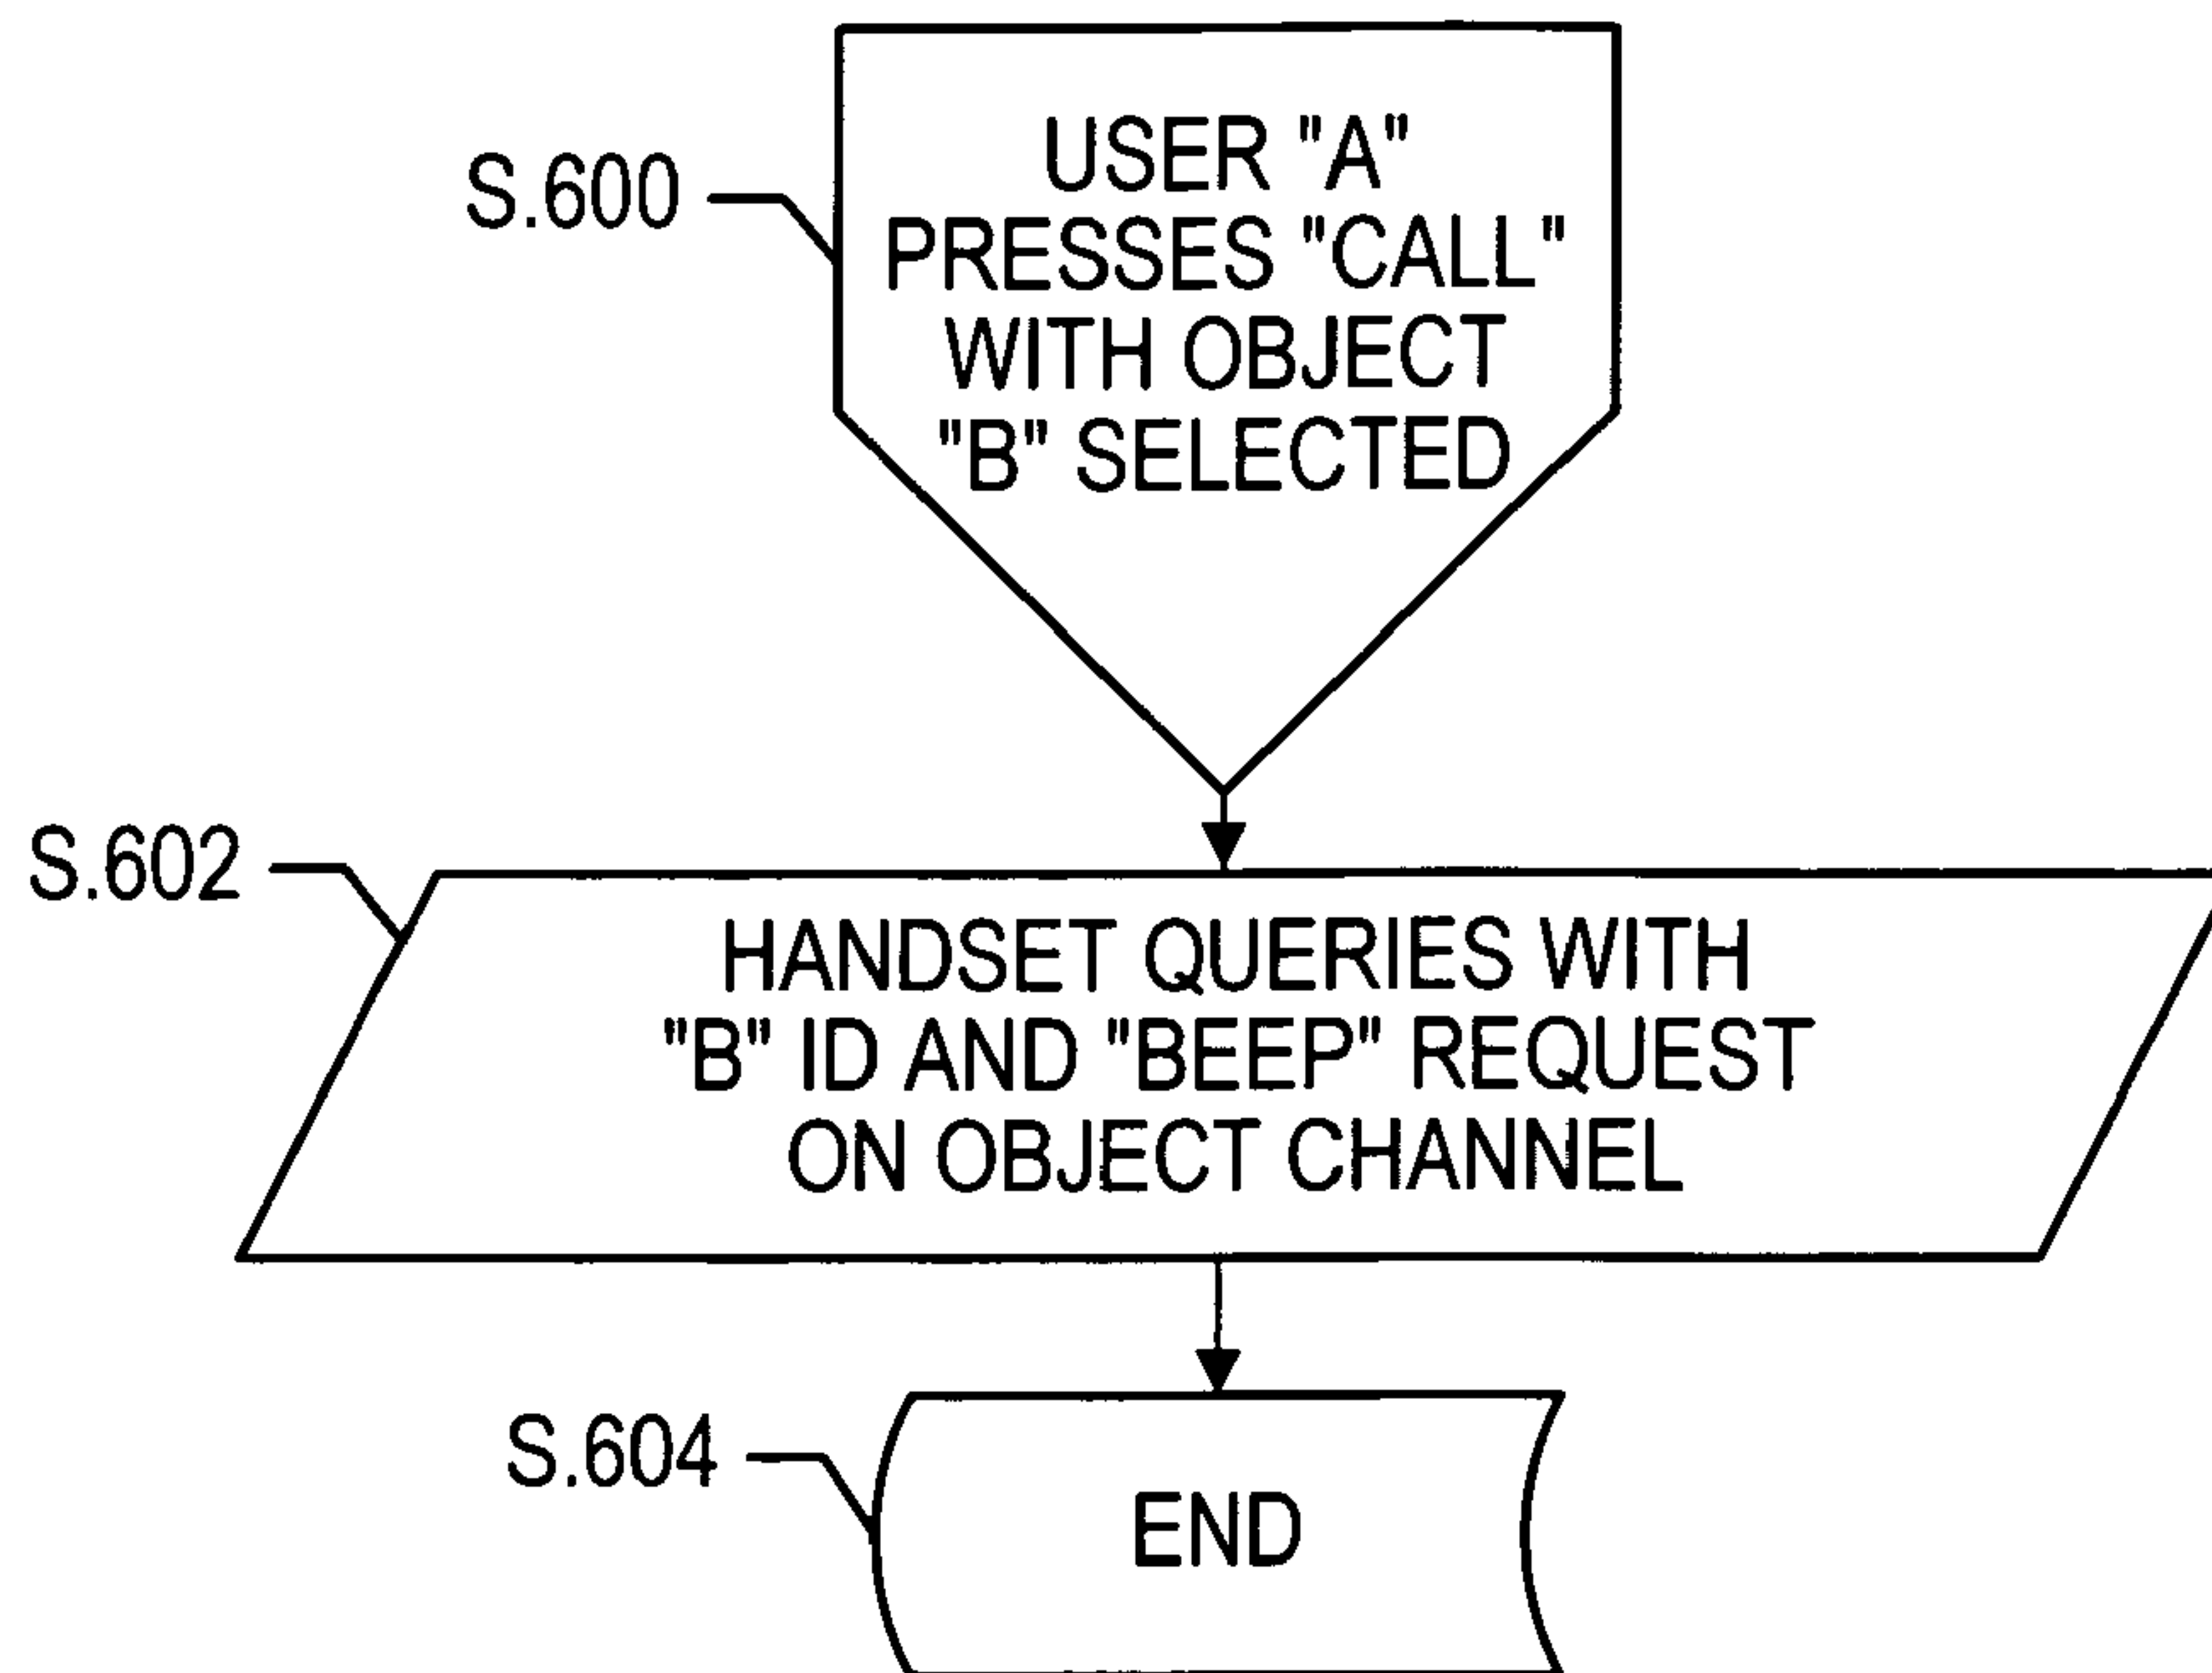 S.600
USER "A"
PRESSES "CALL"
WITH OBJECT
"B" SELECTED
S.602
HANDSET QUERIES WITH
"B" ID AND "BEEP" REQUEST
ON OBJECT CHANNEL
S.604
END